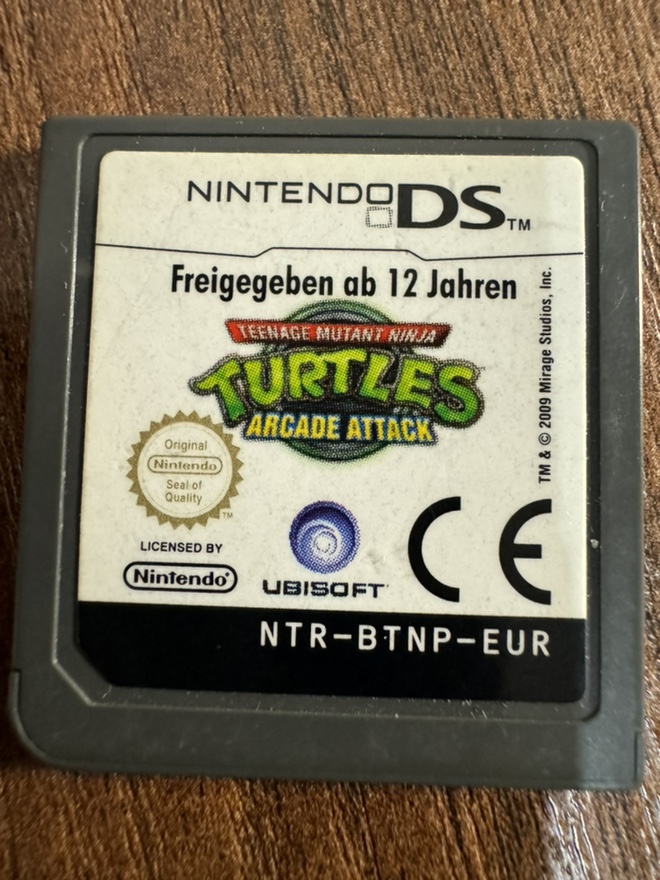 NINTENDO DS™
Freigegeben ab 12 Jahren
TEENAGE MUTANT NINJA
TURTLES
ARCADE ATTACK
TM & © 2009 Mirage Studios, Inc.
Original
Nintendo
Seal of
Quality
TM
LICENSED BY
Nintendo®
UBISOFT
CE
NTR-BTNP-EUR